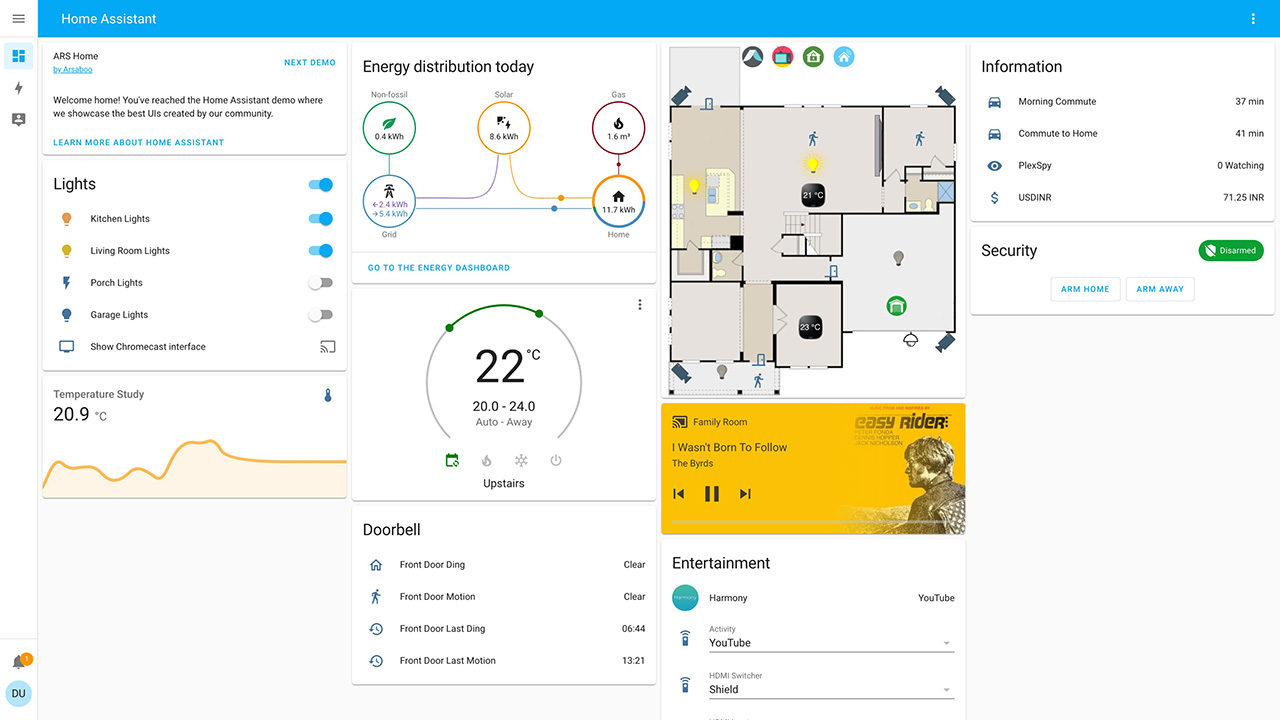 Home Assistant
ARS Home
by Arsaboo
NEXT DEMO
Welcome home! You've reached the Home Assistant demo where
we showcase the best UIs created by our community.
LEARN MORE ABOUT HOME ASSISTANT
Lights
Kitchen Lights
Living Room Lights
Porch Lights
Garage Lights
Show Chromecast interface
Temperature Study
20.9 °C
Energy distribution today
Non-fossil
Solar
Gas
0.4 kWh
8.6 kWh
1.6 m³
←2.4 kWh
→5.4 kWh
11.7 kWh
Grid
Home
GO TO THE ENERGY DASHBOARD
22 °C
20.0 - 24.0
Auto - Away
Upstairs
Doorbell
Front Door Ding
Clear
Front Door Motion
Clear
Front Door Last Ding
06:44
Front Door Last Motion
13:21
21 °C
23 °C
Family Room
I Wasn't Born To Follow
The Byrds
MUSIC FROM AND INSPIRED BY
easy RIDER
PETER FONDA
DENNIS HOPPER
JACK NICHOLSON
Entertainment
Harmony
Harmony
YouTube
Activity
YouTube
HDMI Switcher
Shield
Information
Morning Commute
37 min
Commute to Home
41 min
PlexSpy
0 Watching
USDINR
71.25 INR
Security
Disarmed
ARM HOME
ARM AWAY
1
DU